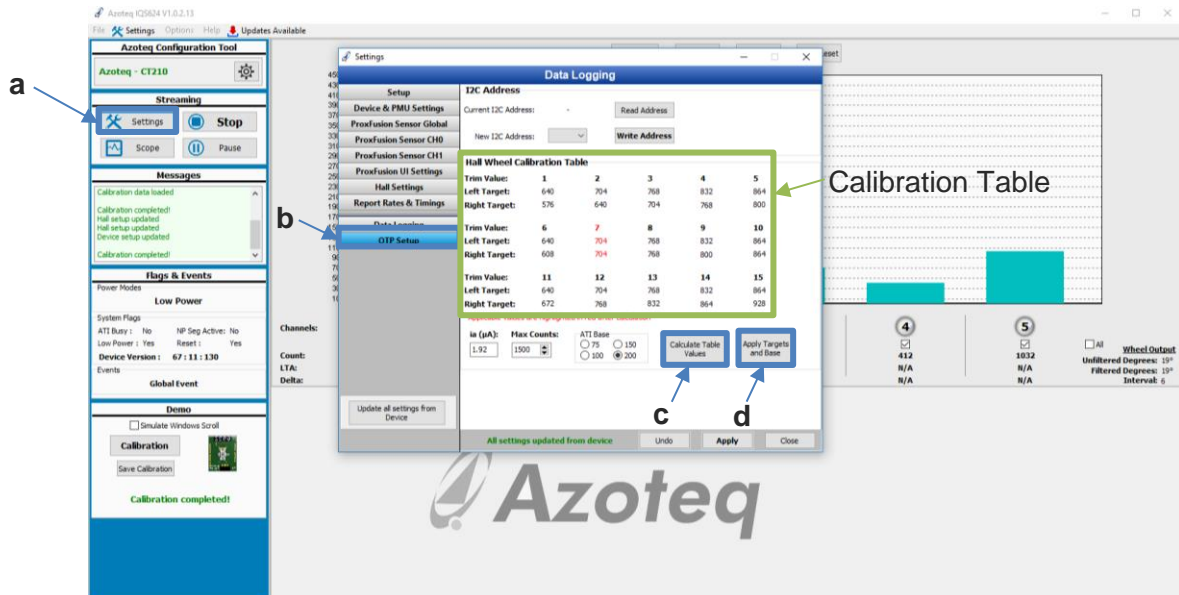 Azoteq IQS624 V1.0.2.13
File Settings Options Help Updates Available
Azoteq Configuration Tool
Azoteq - CT210
Streaming
a
Settings Stop
Scope Pause
Messages
Calibration data loaded
Calibration completed!
Hall setup updated
Hall setup updated
Device setup updated
Calibration completed!
Flags & Events
Power Modes
Low Power
System Flags
ATI Busy : No NP Seg Active: No
Low Power : Yes Reset : Yes
Device Version : 67 : 11 : 130
Events
Global Event
Demo
Simulate Windows Scroll
Calibration
Save Calibration
Calibration completed!
Settings
Data Logging
Setup
Device & PMU Settings
ProxFusion Sensor Global
ProxFusion Sensor CH0
ProxFusion Sensor CH1
ProxFusion UI Settings
Hall Settings
Report Rates & Timings
Data Logging
b
OTP Setup
Update all settings from
Device
I2C Address
Current I2C Address: - Read Address
New I2C Address: Write Address
Hall Wheel Calibration Table
Trim Value: 1 2 3 4 5
Left Target: 640 704 768 832 864
Right Target: 576 640 704 768 800
Trim Value: 6 7 8 9 10
Left Target: 640 704 768 832 864
Right Target: 608 704 768 800 864
Trim Value: 11 12 13 14 15
Left Target: 640 704 768 832 864
Right Target: 672 768 832 864 928
Calibration Table
ia (µA): Max Counts: ATI Base
1.92 1500 75 150
100 200
Calculate Table
Values
Apply Targets
and Base
c d
All settings updated from device Undo Apply Close
Channels: 4 5
All Wheel Output
Count: 412 1032 Unfiltered Degrees: 19°
LTA: N/A N/A Filtered Degrees: 19°
Delta: N/A N/A Interval: 6
Azoteq